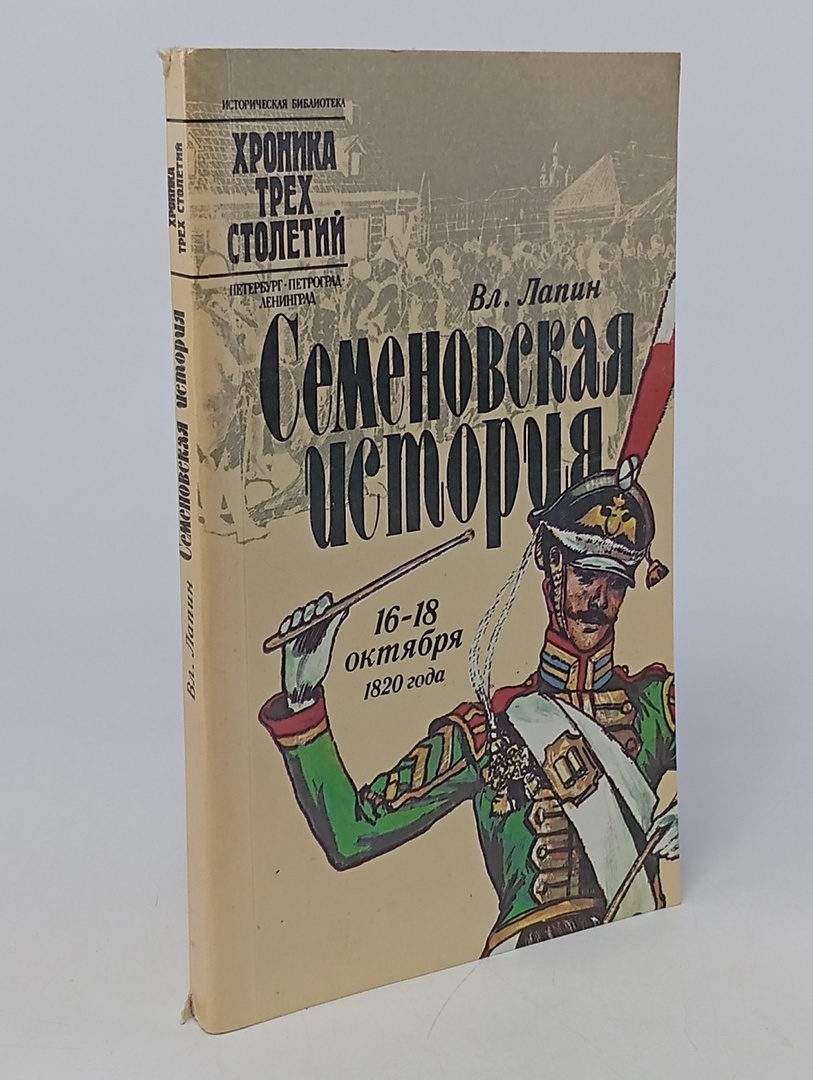 ИСТОРИЧЕСКАЯ БИБЛИОТЕКА
ХРОНИКА
ТРЕХ
СТОЛЕТИЙ
ПЕТЕРБУРГ·ПЕТРОГРАД·
ЛЕНИНГРАД
Вл. Лапин
Семеновская
история
16-18
октября
1820 года
ХРОНИКА
ТРЕХ СТОЛЕТИЙ
Вл. Лапин Семеновская история